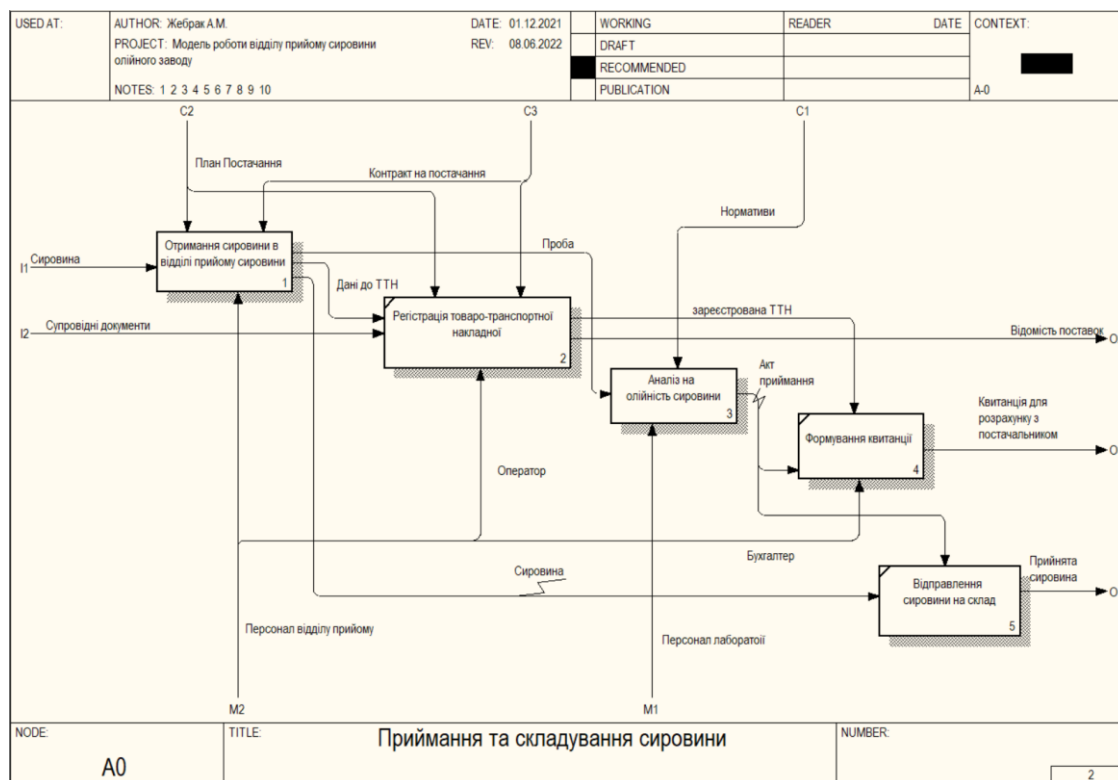 USED AT:
AUTHOR: Жебрак А.М.
DATE: 01.12.2021
PROJECT: Модель роботи відділу прийому сировини
олійного заводу
REV: 08.06.2022
NOTES: 1 2 3 4 5 6 7 8 9 10
WORKING
DRAFT
RECOMMENDED
PUBLICATION
READER
DATE
CONTEXT:
A-0
C2
C3
C1
План Постачання
Контракт на постачання
Нормативи
I1
Сировина
Отримання сировини в
відділі прийому сировини
1
Проба
Дані до ТТН
I2
Супровідні документи
Регістрація товаро-транспортної
накладної
2
зареєстрована ТТН
Відомість поставок
O
Аналіз на
олійність сировини
3
Акт
приймання
Квитанція для
розрахунку з
постачальником
O
Формування квитанції
4
Оператор
Бухгалтер
Сировина
Відправлення
сировини на склад
5
Прийнята
сировина
O
Персонал відділу прийому
Персонал лаборатоії
M2
M1
NODE:
A0
TITLE:
Приймання та складування сировини
NUMBER:
2